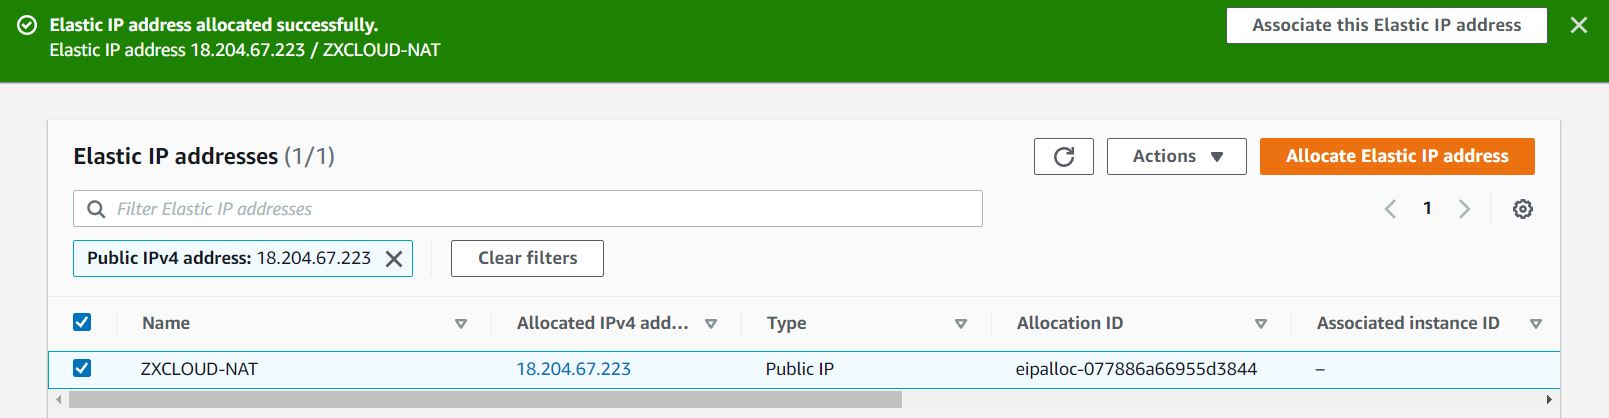 Elastic IP address allocated successfully.
Associate this Elastic IP address
Elastic IP address 18.204.67.223 / ZXCLOUD-NAT
Elastic IP addresses (1/1)
Actions
Allocate Elastic IP address
Filter Elastic IP addresses
1
Public IPv4 address: 18.204.67.223
Clear filters
Name
Allocated IPv4 add...
Type
Allocation ID
Associated instance ID
ZXCLOUD-NAT
18.204.67.223
Public IP
eipalloc-077886a66955d3844
–